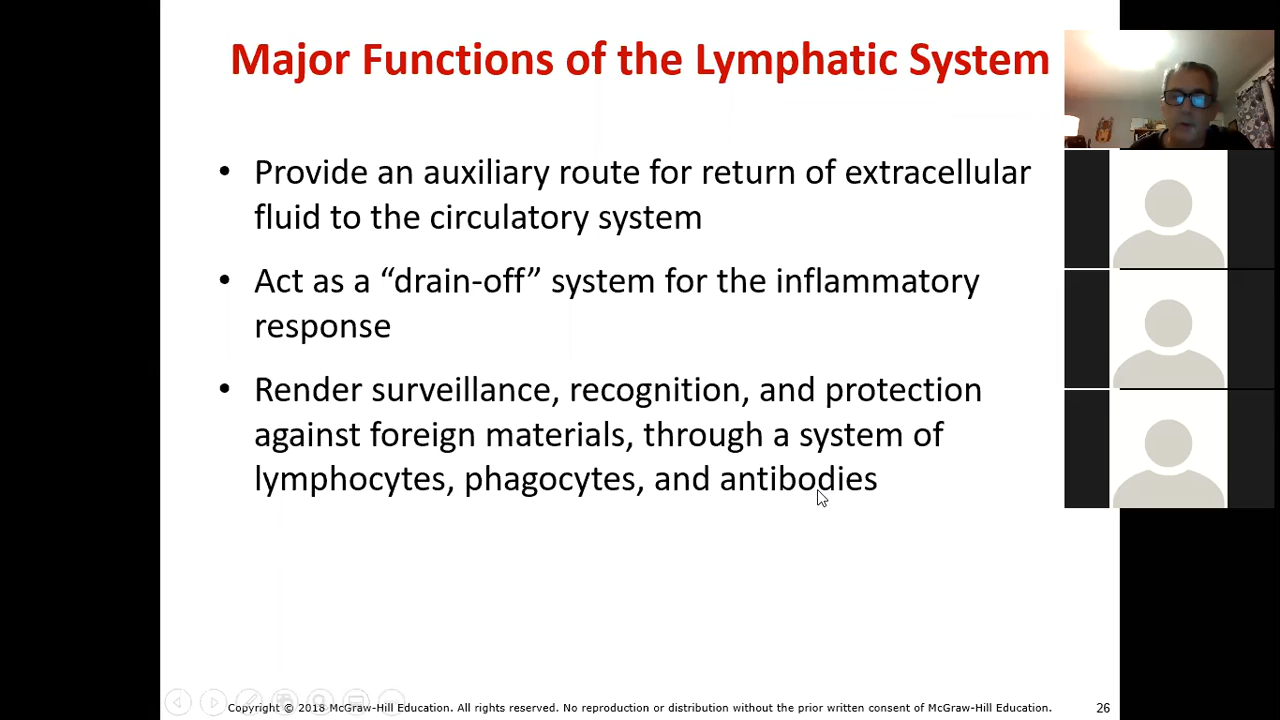 Major Functions of the Lymphatic System
• Provide an auxiliary route for return of extracellular
fluid to the circulatory system
• Act as a “drain-off” system for the inflammatory
response
• Render surveillance, recognition, and protection
against foreign materials, through a system of
lymphocytes, phagocytes, and antibodies
Copyright © 2018 McGraw-Hill Education. All rights reserved. No reproduction or distribution without the prior written consent of McGraw-Hill Education.
26